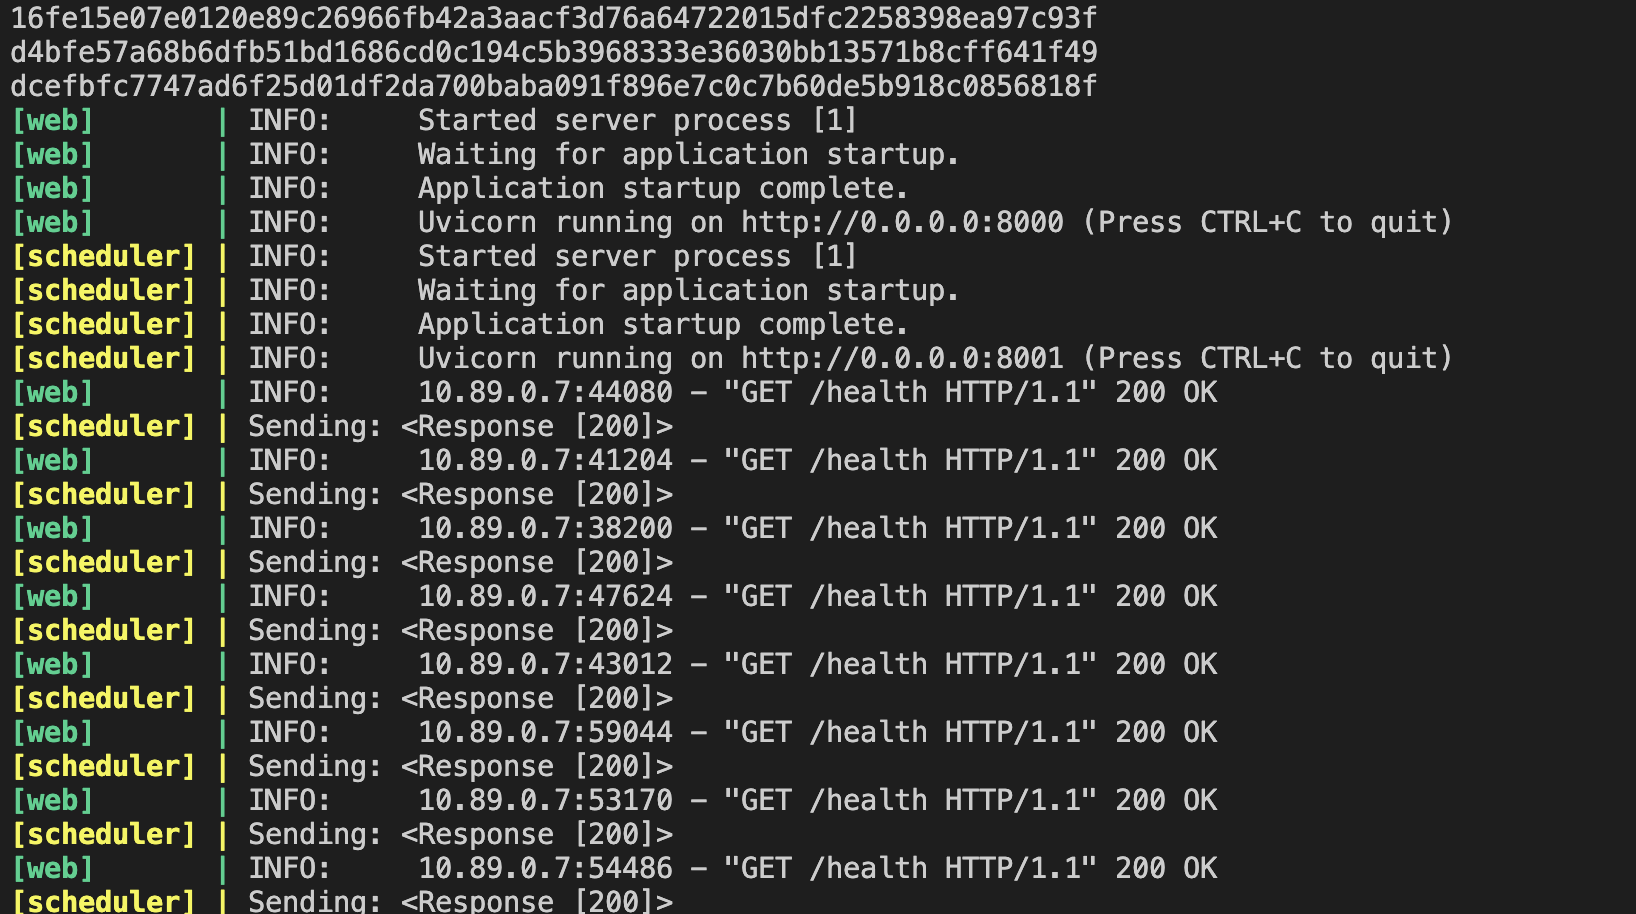 16fe15e07e0120e89c26966fb42a3aacf3d76a64722015dfc2258398ea97c93f
d4bfe57a68b6dfb51bd1686cd0c194c5b3968333e36030bb13571b8cff641f49
dcefbfc7747ad6f25d01df2da700baba091f896e7c0c7b60de5b918c0856818f
[web]       | INFO:     Started server process [1]
[web]       | INFO:     Waiting for application startup.
[web]       | INFO:     Application startup complete.
[web]       | INFO:     Uvicorn running on http://0.0.0.0:8000 (Press CTRL+C to quit)
[scheduler] | INFO:     Started server process [1]
[scheduler] | INFO:     Waiting for application startup.
[scheduler] | INFO:     Application startup complete.
[scheduler] | INFO:     Uvicorn running on http://0.0.0.0:8001 (Press CTRL+C to quit)
[web]       | INFO:     10.89.0.7:44080 – "GET /health HTTP/1.1" 200 OK
[scheduler] | Sending: <Response [200]>
[web]       | INFO:     10.89.0.7:41204 – "GET /health HTTP/1.1" 200 OK
[scheduler] | Sending: <Response [200]>
[web]       | INFO:     10.89.0.7:38200 – "GET /health HTTP/1.1" 200 OK
[scheduler] | Sending: <Response [200]>
[web]       | INFO:     10.89.0.7:47624 – "GET /health HTTP/1.1" 200 OK
[scheduler] | Sending: <Response [200]>
[web]       | INFO:     10.89.0.7:43012 – "GET /health HTTP/1.1" 200 OK
[scheduler] | Sending: <Response [200]>
[web]       | INFO:     10.89.0.7:59044 – "GET /health HTTP/1.1" 200 OK
[scheduler] | Sending: <Response [200]>
[web]       | INFO:     10.89.0.7:53170 – "GET /health HTTP/1.1" 200 OK
[scheduler] | Sending: <Response [200]>
[web]       | INFO:     10.89.0.7:54486 – "GET /health HTTP/1.1" 200 OK
[scheduler] | Sending: <Response [200]>